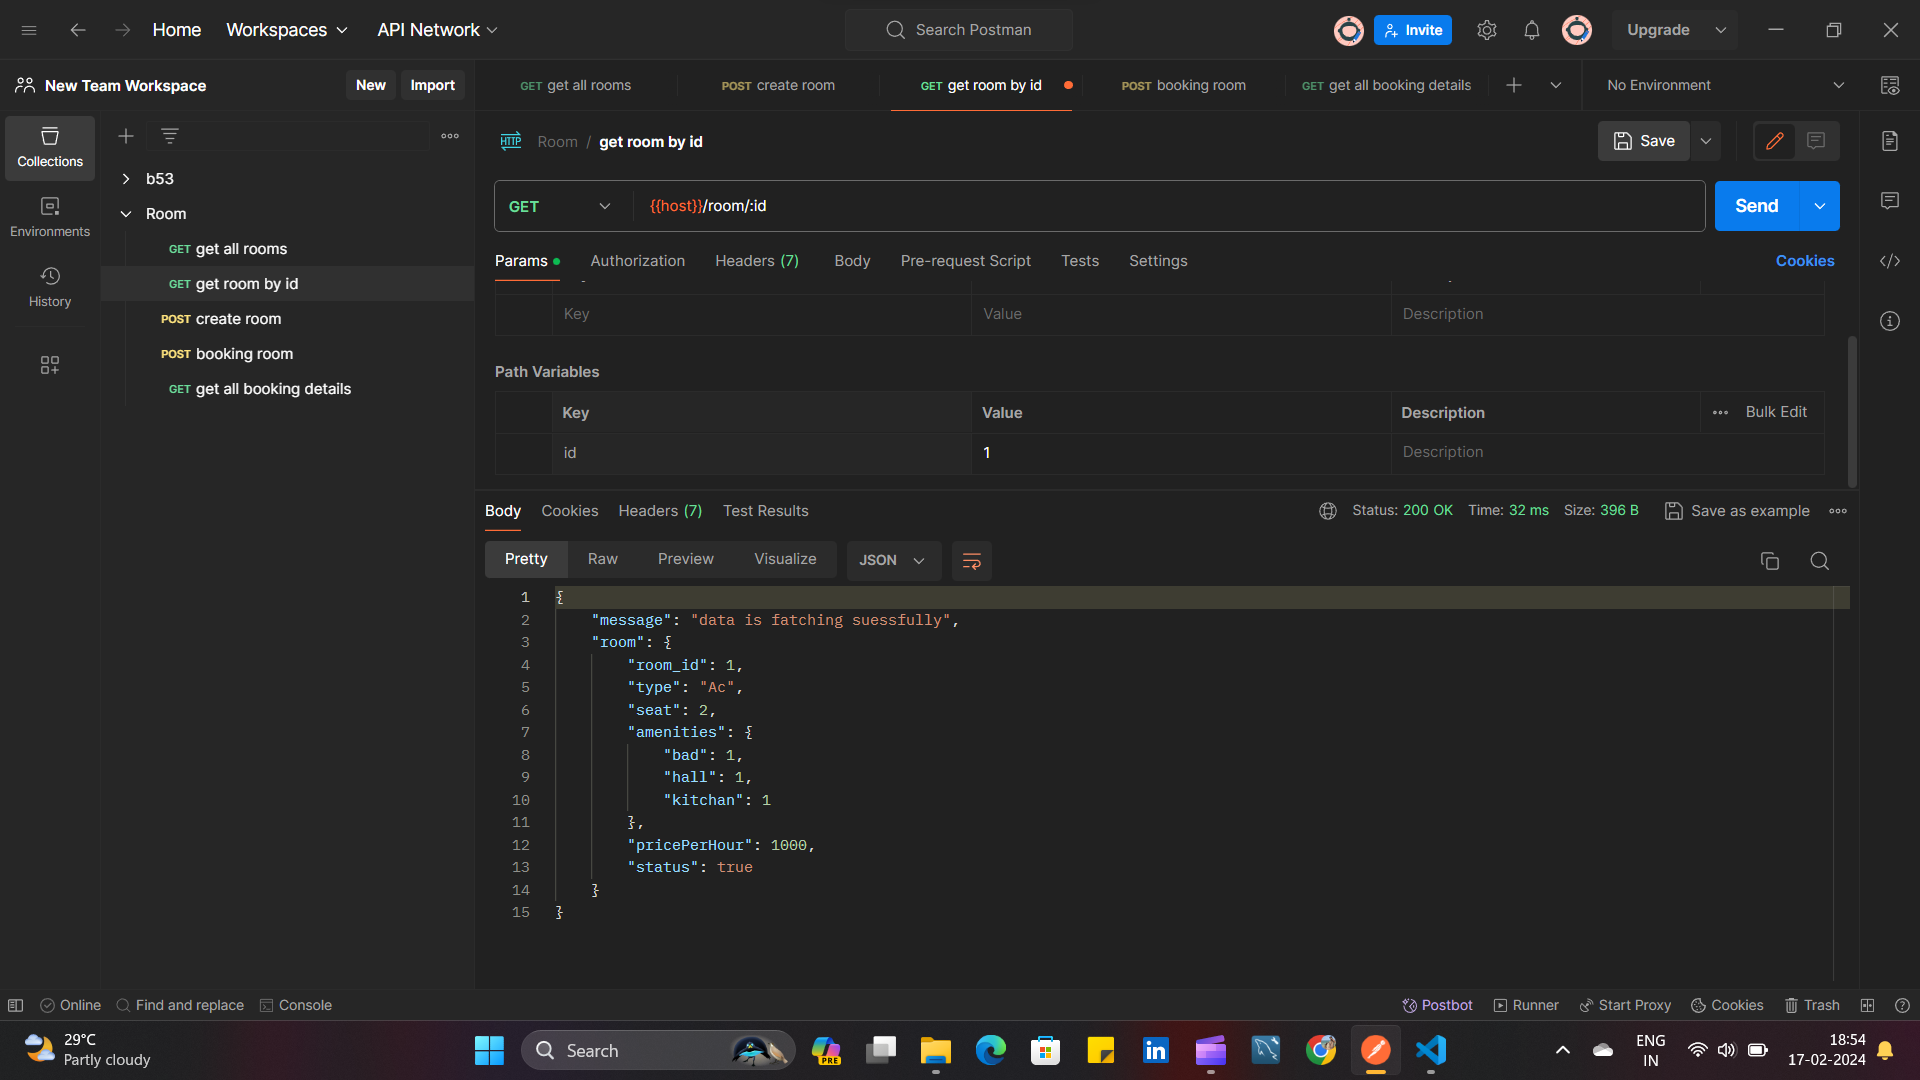 Home Workspaces API Network Search Postman Invite Upgrade
New Team Workspace New Import GET get all rooms POST create room GET get room by id POST booking room GET get all booking details No Environment
Collections
Environments
History
b53
Room
GET get all rooms
GET get room by id
POST create room
POST booking room
GET get all booking details
HTTP Room / get room by id Save
GET {{host}}/room/:id Send
Params Authorization Headers (7) Body Pre-request Script Tests Settings Cookies
Key Value Description
Path Variables
Key Value Description Bulk Edit
id 1 Description
Body Cookies Headers (7) Test Results Status: 200 OK Time: 32 ms Size: 396 B Save as example
Pretty Raw Preview Visualize JSON
1 {
2 "message": "data is fatching suessfully",
3 "room": {
4 "room_id": 1,
5 "type": "Ac",
6 "seat": 2,
7 "amenities": {
8 "bad": 1,
9 "hall": 1,
10 "kitchan": 1
11 },
12 "pricePerHour": 1000,
13 "status": true
14 }
15 }
Online Find and replace Console Postbot Runner Start Proxy Cookies Trash
29°C
Partly cloudy
Search
PRE
ENG
IN
18:54
17-02-2024